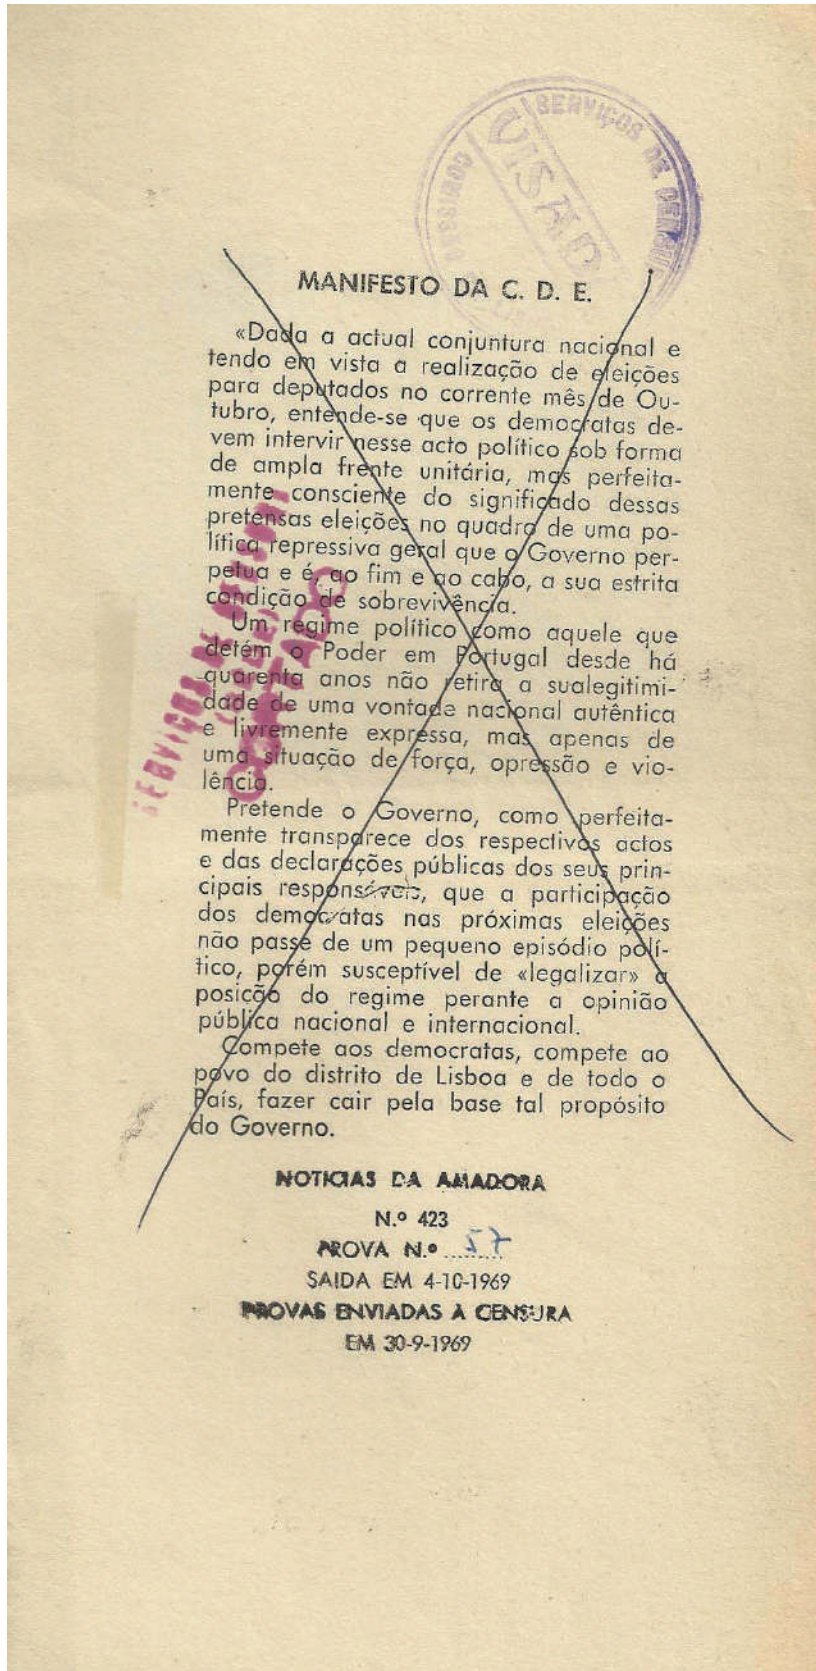 SERVIÇOS DE
VISADO
MANIFESTO DA C. D. E.
«Dada a actual conjuntura nacional e
tendo em vista a realização de eleições
para deputados no corrente mês de Ou-
tubro, entende-se que os democratas de-
vem intervir nesse acto político sob forma
de ampla frente unitária, mas perfeita-
mente consciente do significado dessas
pretensas eleições no quadro de uma po-
lítica repressiva geral que o Governo per-
petua e é, ao fim e ao cabo, a sua estrita
condição de sobrevivência.
Um regime político como aquele que
detém o Poder em Portugal desde há
quarenta anos não retira a sualegitimi-
dade de uma vontade nacional autêntica
e livremente expressa, mas apenas de
uma situação de força, opressão e vio-
lência.
Pretende o Governo, como perfeita-
mente transparece dos respectivos actos
e das declarações públicas dos seus prin-
cipais responsáveis, que a participação
dos democratas nas próximas eleições
não passe de um pequeno episódio polí-
tico, porém susceptível de «legalizar» a
posição do regime perante a opinião
pública nacional e internacional.
Compete aos democratas, compete ao
povo do distrito de Lisboa e de todo o
País, fazer cair pela base tal propósito
do Governo.
SERVIÇOS DE
CORTADO
NOTICIAS DA AMADORA
N.º 423
PROVA N.º 57
SAIDA EM 4-10-1969
PROVAS ENVIADAS À CENSURA
EM 30-9-1969